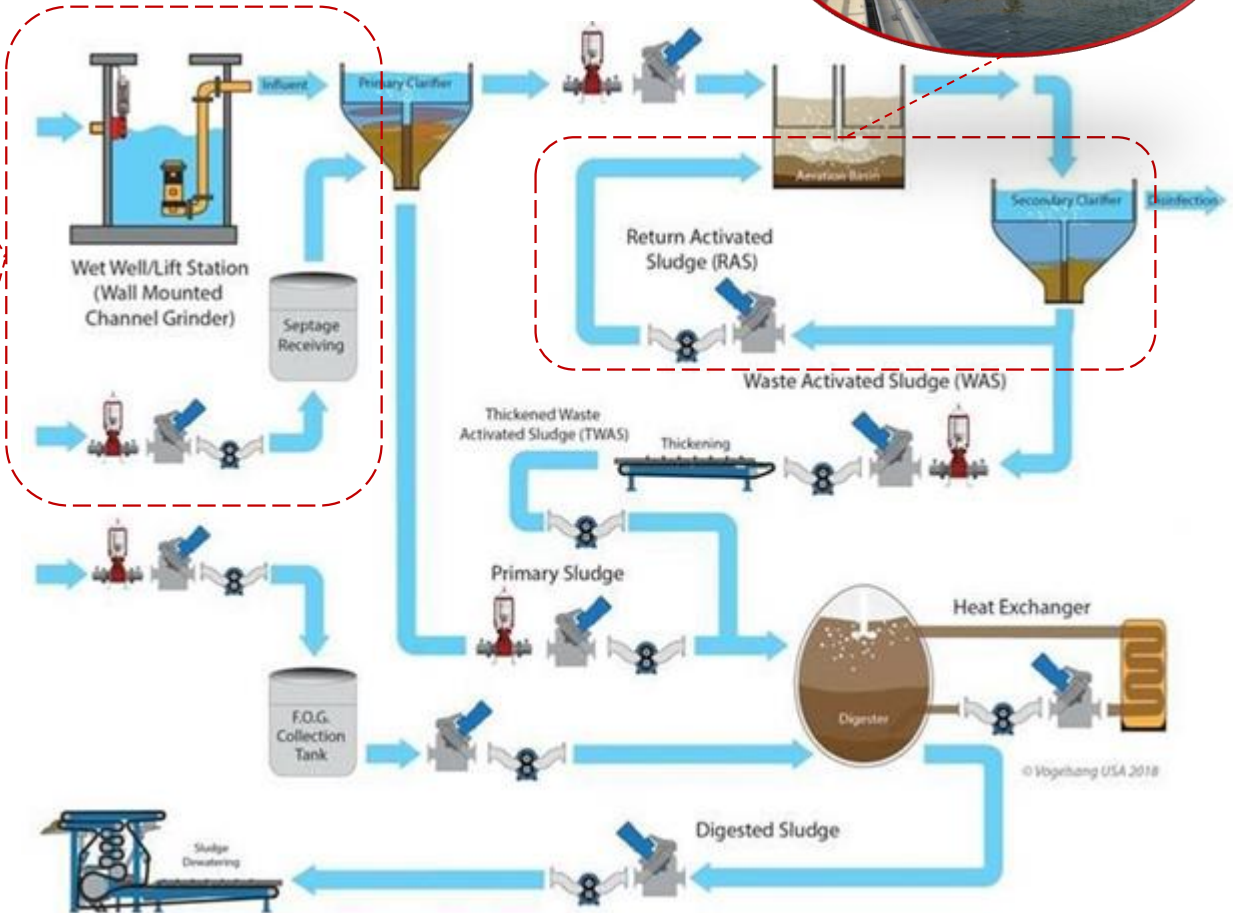 Influent
Primary Clarifier
Aeration Basin
Secondary Clarifier
Disinfection
Wet Well/Lift Station
(Wall Mounted
Channel Grinder)
Septage
Receiving
Return Activated
Sludge (RAS)
Waste Activated Sludge (WAS)
Thickened Waste
Activated Sludge (TWAS)
Thickening
Primary Sludge
Heat Exchanger
Digester
F.O.G.
Collection
Tank
© Vogelsang USA 2018
Digested Sludge
Sludge
Dewatering